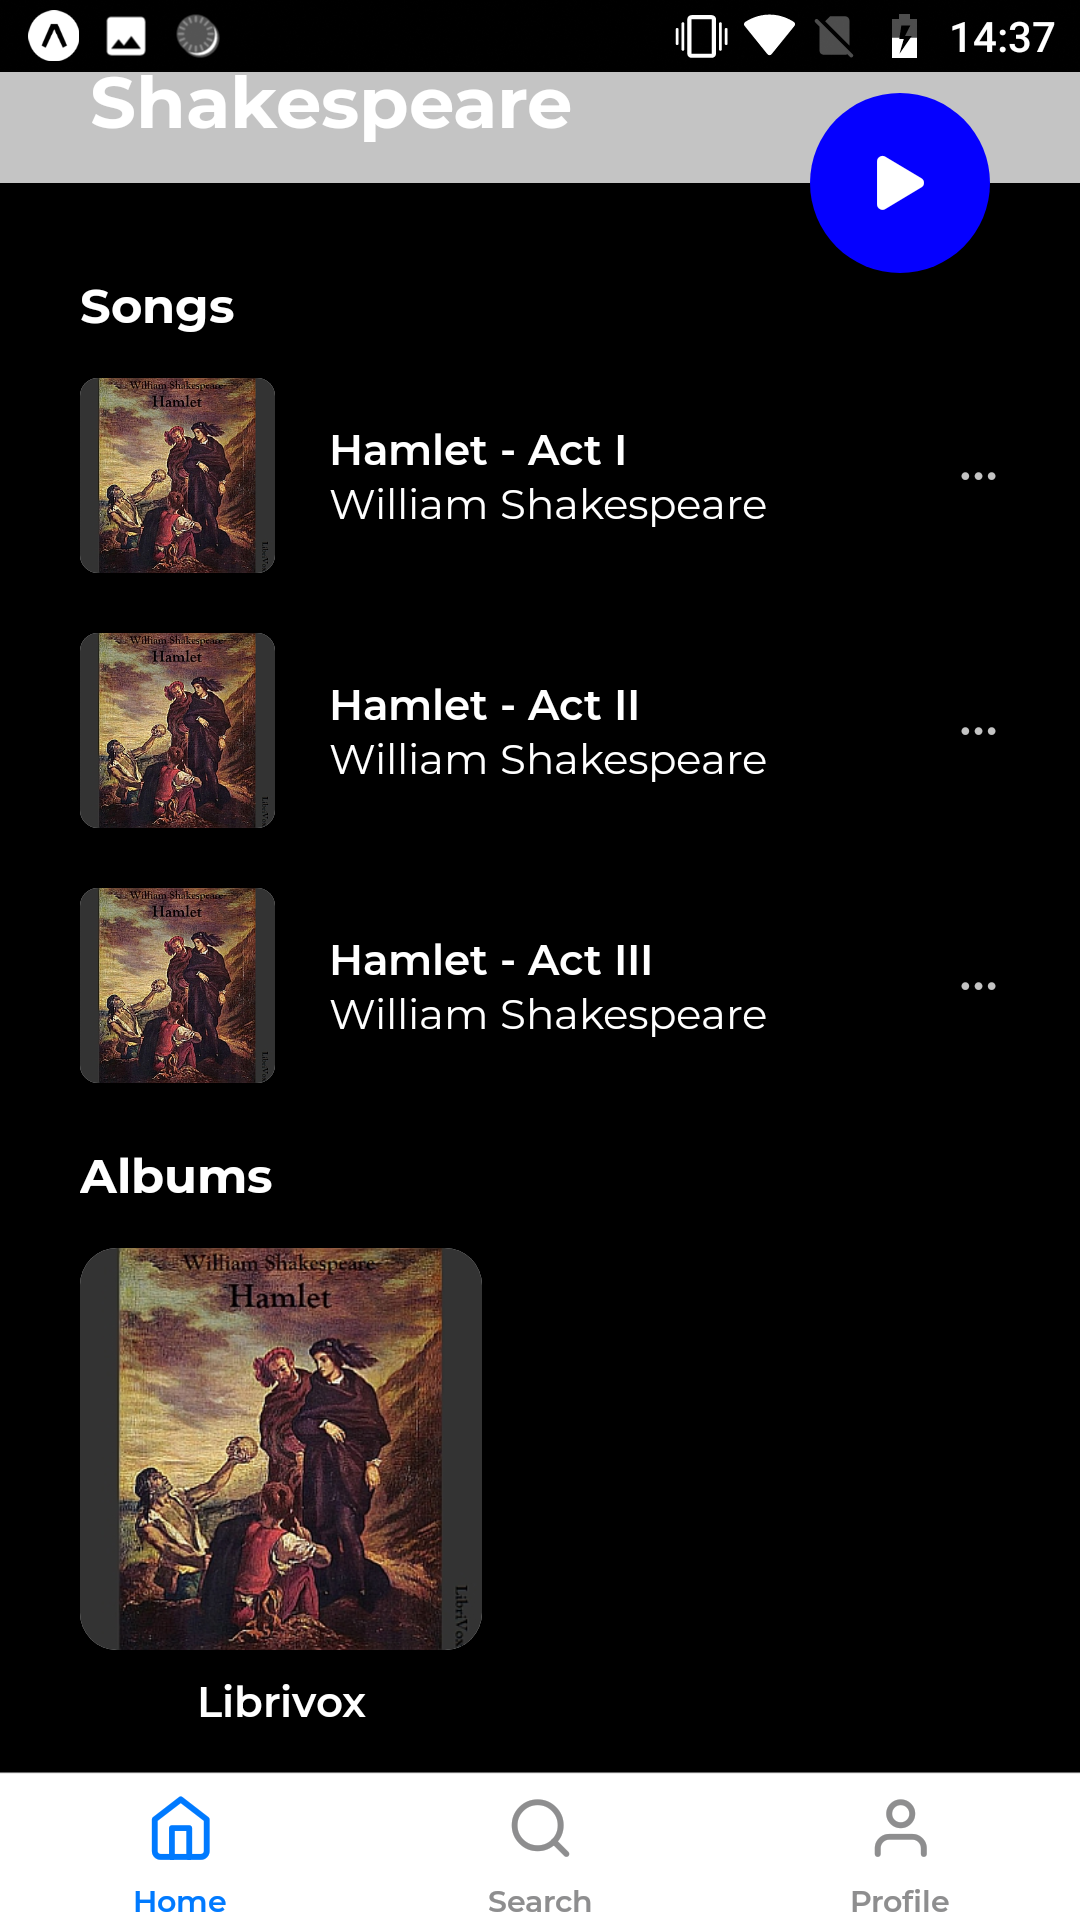 14:37
Shakespeare
Songs
William Shakespeare
Hamlet
Hamlet - Act I
William Shakespeare
William Shakespeare
Hamlet
Hamlet - Act II
William Shakespeare
William Shakespeare
Hamlet
Hamlet - Act III
William Shakespeare
Albums
William Shakespeare
Hamlet
LibriVox
Librivox
Home
Search
Profile